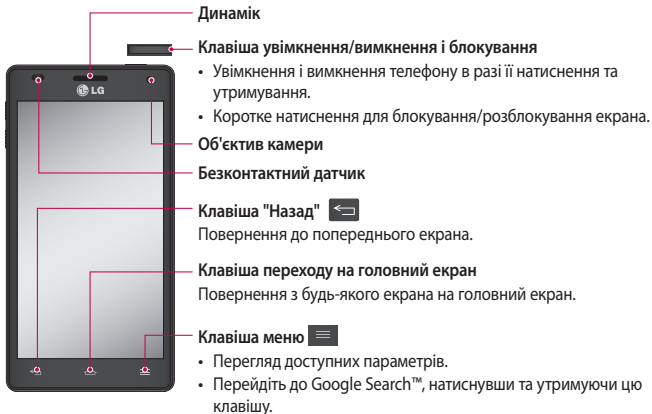 Динамік
Клавіша увімкнення/вимкнення і блокування
• Увімкнення і вимкнення телефону в разі її натиснення та
утримування.
• Коротке натиснення для блокування/розблокування екрана.
LG
Об'єктив камери
Безконтактний датчик
Клавіша "Назад"
Повернення до попереднього екрана.
Клавіша переходу на головний екран
Повернення з будь-якого екрана на головний екран.
Клавіша меню
• Перегляд доступних параметрів.
• Перейдіть до Google Search™, натиснувши та утримуючи цю
клавішу.